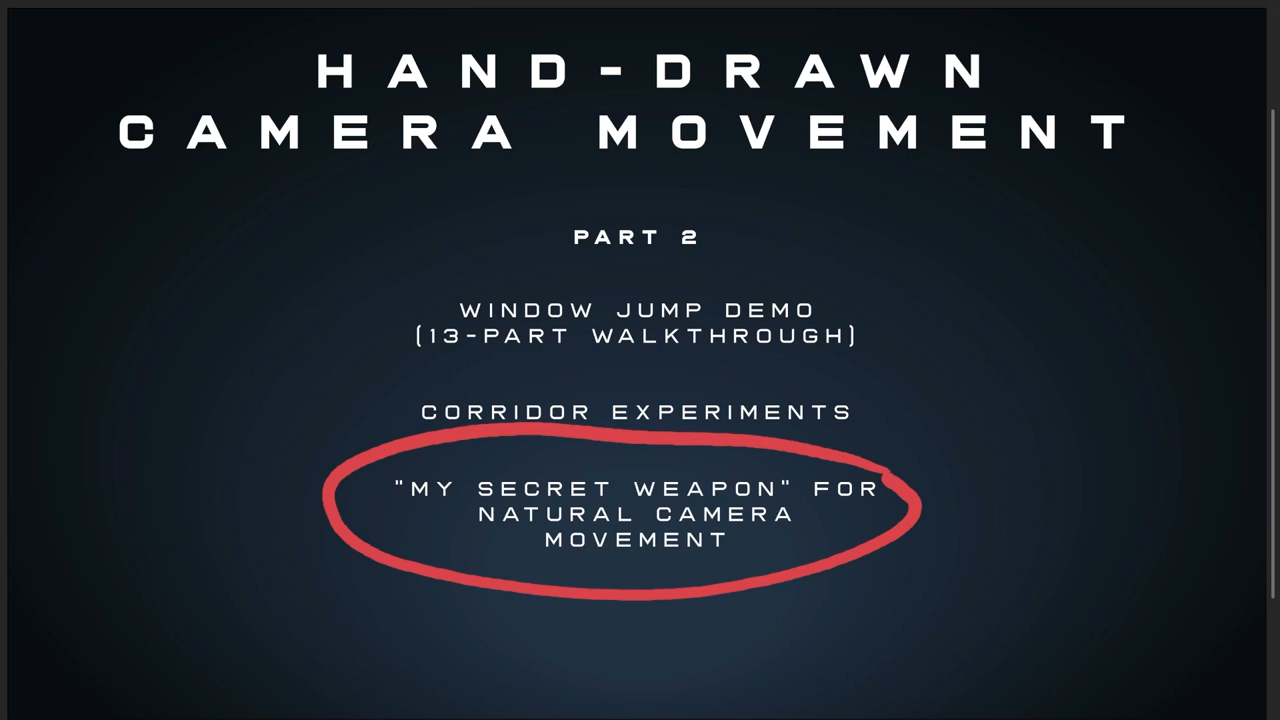 HAND-DRAWN
CAMERA MOVEMENT
PART 2
WINDOW JUMP DEMO
(13-PART WALKTHROUGH)
CORRIDOR EXPERIMENTS
"MY SECRET WEAPON" FOR
NATURAL CAMERA
MOVEMENT